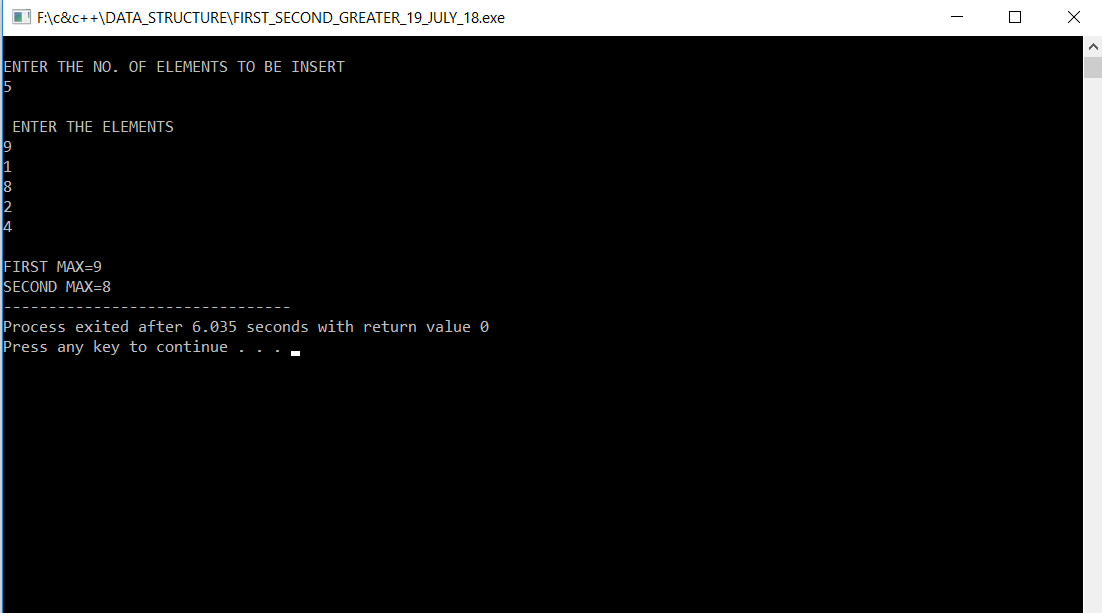 F:\c&c++\DATA_STRUCTURE\FIRST_SECOND_GREATER_19_JULY_18.exe
ENTER THE NO. OF ELEMENTS TO BE INSERT
5
ENTER THE ELEMENTS
9
1
8
2
4
FIRST MAX=9
SECOND MAX=8
--------------------------------
Process exited after 6.035 seconds with return value 0
Press any key to continue . . .